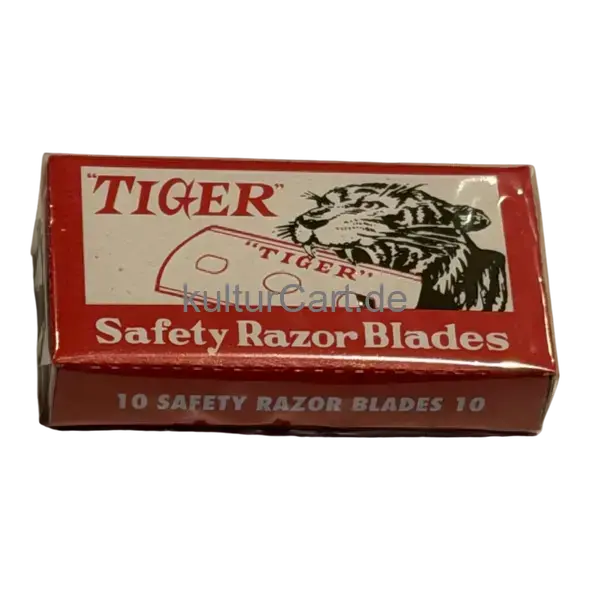 "TIGER"
"TIGER"
kulturCart.de
Safety Razor Blades
10 SAFETY RAZOR BLADES 10